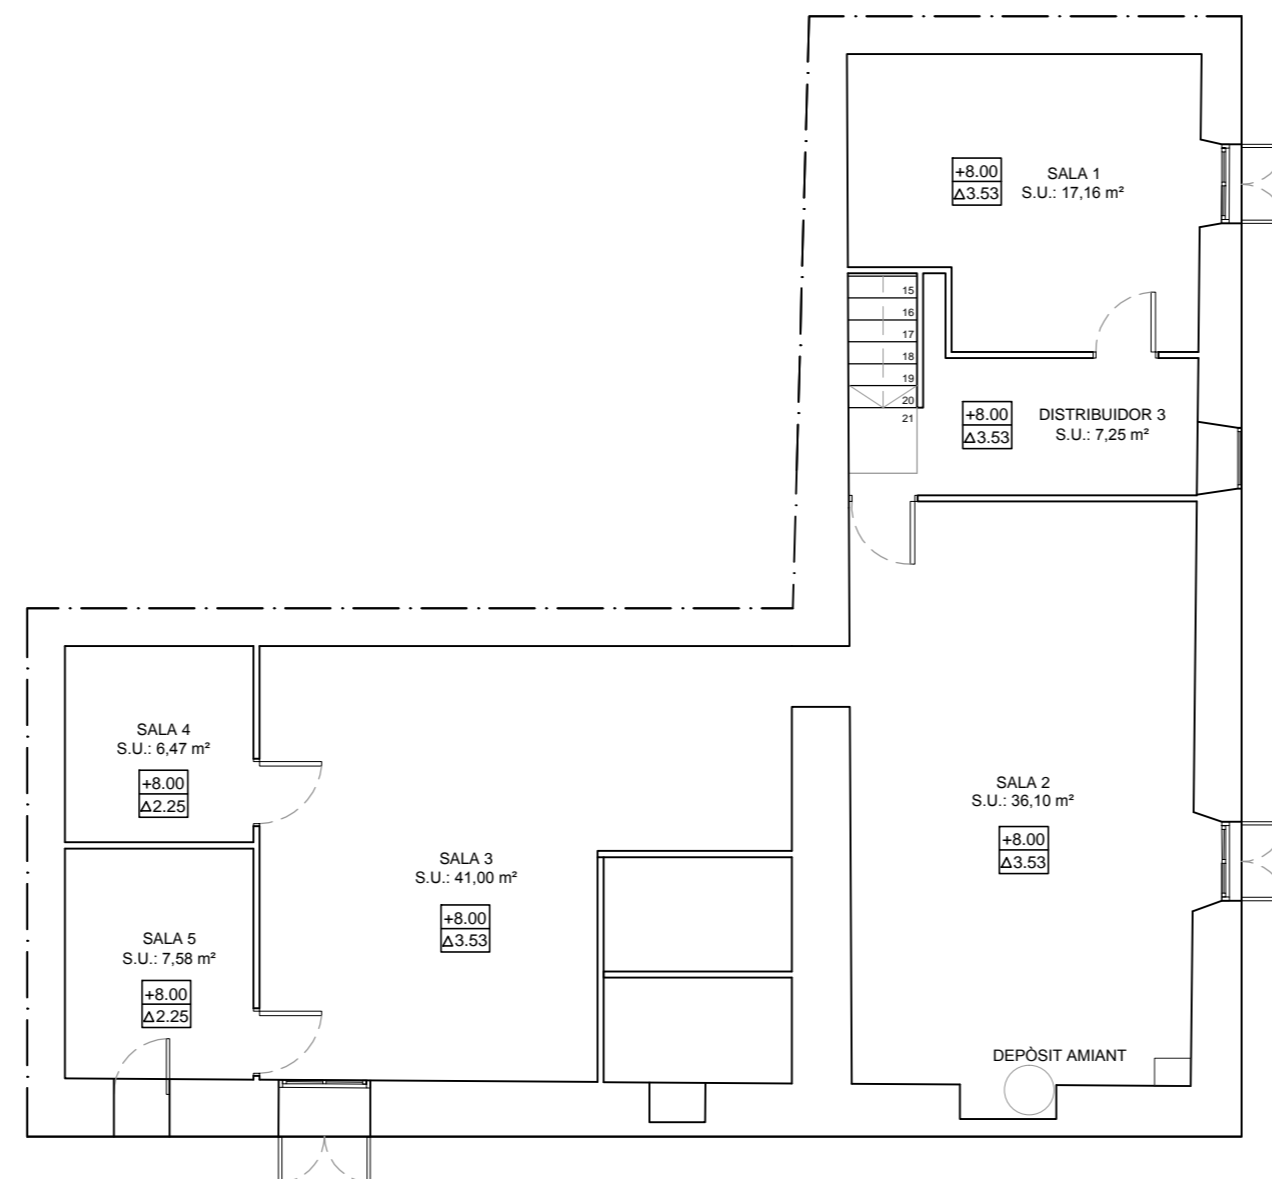 +8.00
Δ3.53
SALA 1
S.U.: 17,16 m²
15
16
17
18
19
20
21
+8.00
Δ3.53
DISTRIBUIDOR 3
S.U.: 7,25 m²
SALA 4
S.U.: 6,47 m²
+8.00
Δ2.25
SALA 2
S.U.: 36,10 m²
+8.00
Δ3.53
SALA 3
S.U.: 41,00 m²
+8.00
Δ3.53
SALA 5
S.U.: 7,58 m²
+8.00
Δ2.25
DEPÒSIT AMIANT